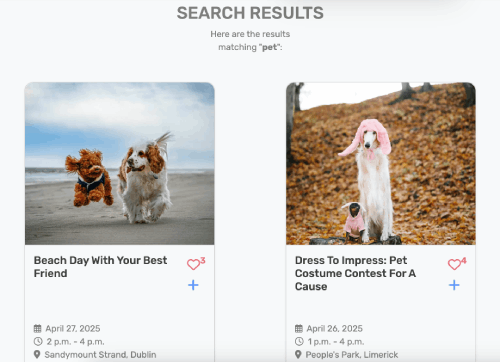 SEARCH RESULTS
Here are the results
matching "pet":
Beach Day With Your Best
Friend
3
April 27, 2025
2 p.m. - 4 p.m.
Sandymount Strand, Dublin
Dress To Impress: Pet
Costume Contest For A
Cause
4
April 26, 2025
1 p.m. - 4 p.m.
People's Park, Limerick